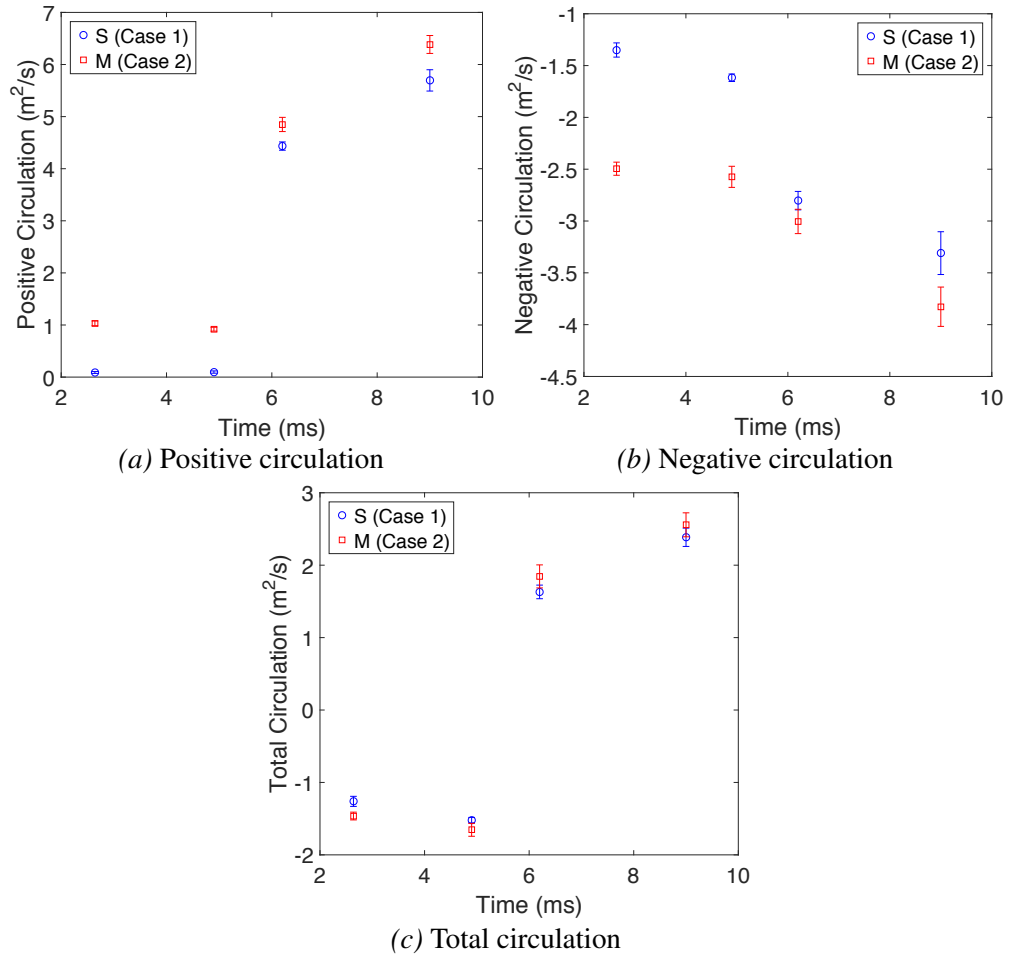 7
6
5
4
3
2
1
0
Positive Circulation (m²/s)
S (Case 1)
M (Case 2)
2 4 6 8 10
Time (ms)
(a) Positive circulation
-1
-1.5
-2
-2.5
-3
-3.5
-4
-4.5
Negative Circulation (m²/s)
S (Case 1)
M (Case 2)
2 4 6 8 10
Time (ms)
(b) Negative circulation
3
2
1
0
-1
-2
Total Circulation (m²/s)
S (Case 1)
M (Case 2)
2 4 6 8 10
Time (ms)
(c) Total circulation